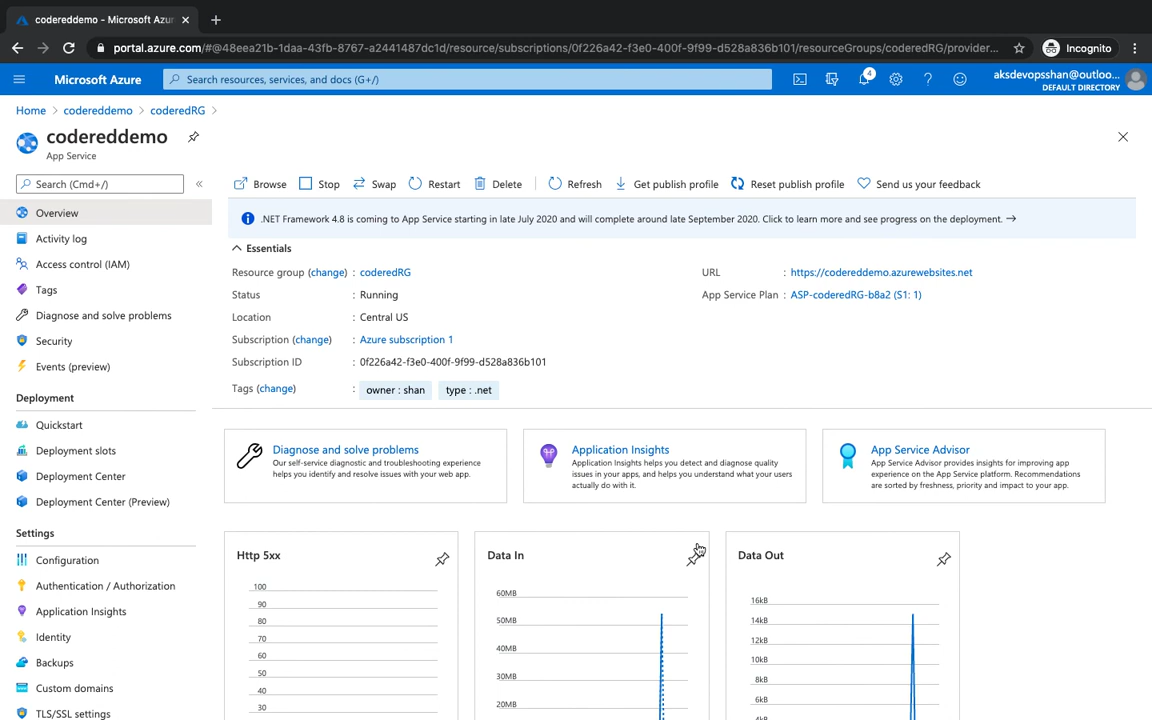 codereddemo - Microsoft Azur
portal.azure.com/#@48eea21b-1daa-43fb-8767-a2441487dc1d/resource/subscriptions/0f226a42-f3e0-400f-9f99-d528a836b101/resourceGroups/coderedRG/provider...
Incognito
Microsoft Azure
Search resources, services, and docs (G+/)
4
aksdevopsshan@outloo...
DEFAULT DIRECTORY
Home > codereddemo > coderedRG >
codereddemo
App Service
Search (Cmd+/)
Browse Stop Swap Restart Delete Refresh Get publish profile Reset publish profile Send us your feedback
Overview
Activity log
Access control (IAM)
Tags
Diagnose and solve problems
Security
Events (preview)
Deployment
Quickstart
Deployment slots
Deployment Center
Deployment Center (Preview)
Settings
Configuration
Authentication / Authorization
Application Insights
Identity
Backups
Custom domains
TLS/SSL settings
.NET Framework 4.8 is coming to App Service starting in late July 2020 and will complete around late September 2020. Click to learn more and see progress on the deployment. →
Essentials
Resource group (change) : coderedRG
Status : Running
Location : Central US
Subscription (change) : Azure subscription 1
Subscription ID : 0f226a42-f3e0-400f-9f99-d528a836b101
Tags (change) : owner : shan type : .net
URL : https://codereddemo.azurewebsites.net
App Service Plan : ASP-coderedRG-b8a2 (S1: 1)
Diagnose and solve problems
Our self-service diagnostic and troubleshooting experience
helps you identify and resolve issues with your web app.
Application Insights
Application Insights helps you detect and diagnose quality
issues in your apps, and helps you understand what your users
actually do with it.
App Service Advisor
App Service Advisor provides insights for improving app
experience on the App Service platform. Recommendations
are sorted by freshness, priority and impact to your app.
Http 5xx
100
90
80
70
60
50
40
30
Data In
60MB
50MB
40MB
30MB
20MB
Data Out
16kB
14kB
12kB
10kB
8kB
6kB
4kB